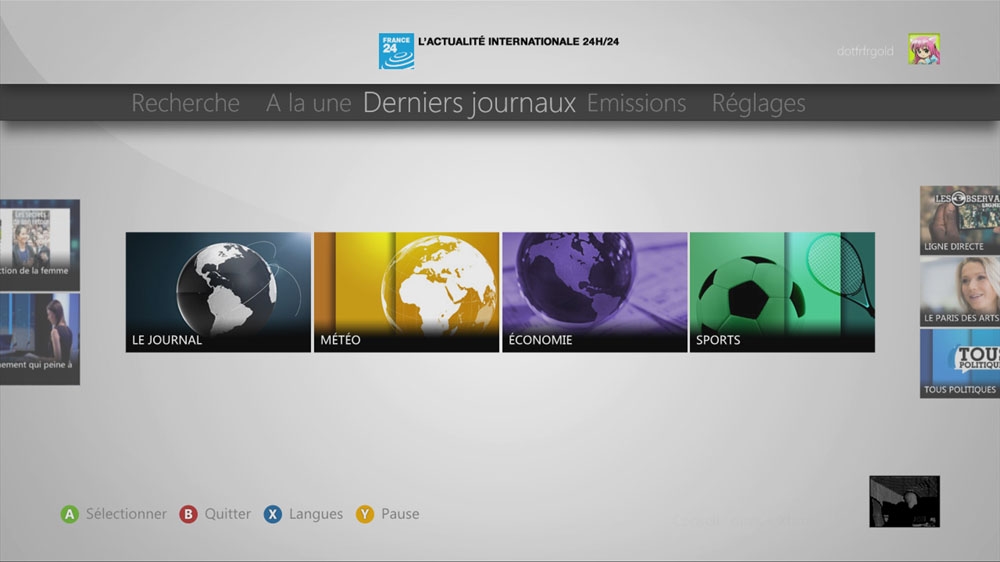 FRANCE
24
L'ACTUALITÉ INTERNATIONALE 24H/24
dotfrfrgold
Recherche A la une Derniers journaux Emissions Réglages
ction de la femme
nement qui peine à
LE JOURNAL
MÉTÉO
ÉCONOMIE
SPORTS
LES OBSERVA
LIGNE DIRECTE
LE PARIS DES ARTS
TOUS
POLITIQUE
TOUS POLITIQUES
A Sélectionner B Quitter X Langues Y Pause